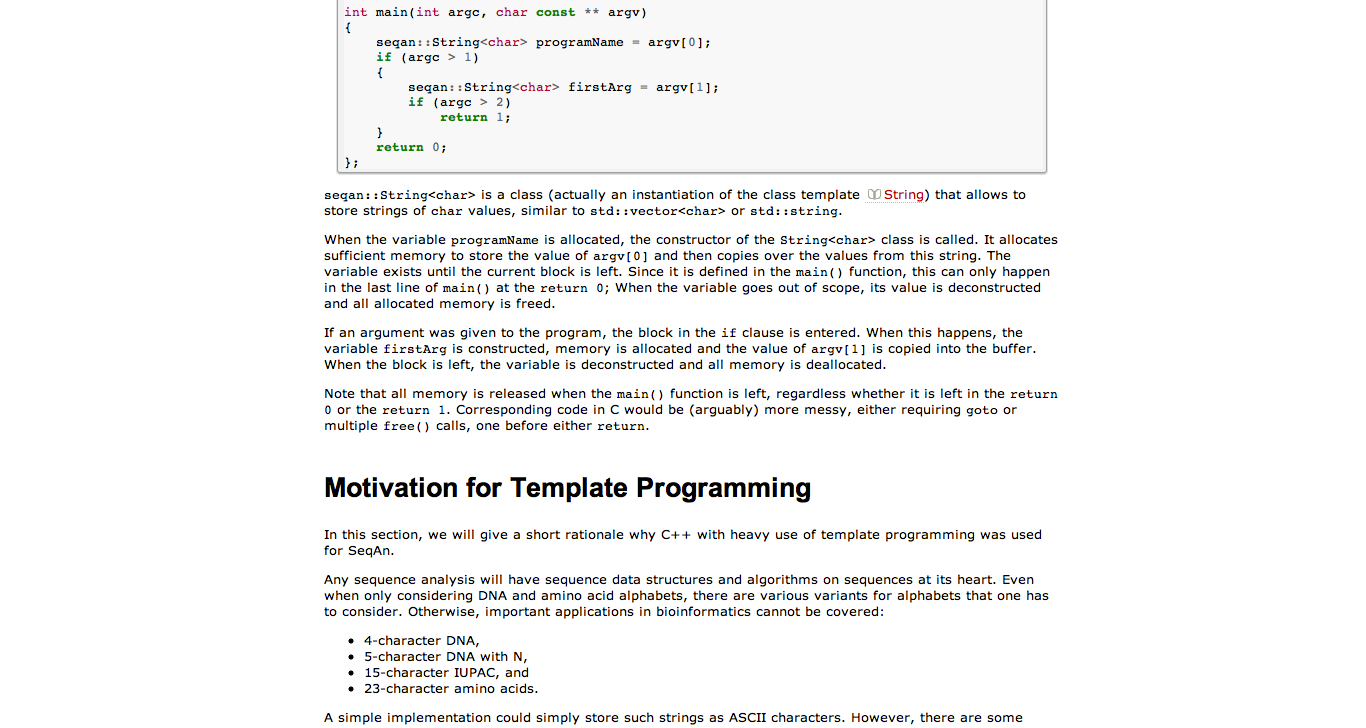 int main(int argc, char const ** argv)
{
    seqan::String<char> programName = argv[0];
    if (argc > 1)
    {
        seqan::String<char> firstArg = argv[1];
        if (argc > 2)
            return 1;
    }
    return 0;
};
seqan::String<char> is a class (actually an instantiation of the class template String) that allows to
store strings of char values, similar to std::vector<char> or std::string.
When the variable programName is allocated, the constructor of the String<char> class is called. It allocates
sufficient memory to store the value of argv[0] and then copies over the values from this string. The
variable exists until the current block is left. Since it is defined in the main() function, this can only happen
in the last line of main() at the return 0; When the variable goes out of scope, its value is deconstructed
and all allocated memory is freed.
If an argument was given to the program, the block in the if clause is entered. When this happens, the
variable firstArg is constructed, memory is allocated and the value of argv[1] is copied into the buffer.
When the block is left, the variable is deconstructed and all memory is deallocated.
Note that all memory is released when the main() function is left, regardless whether it is left in the return
0 or the return 1. Corresponding code in C would be (arguably) more messy, either requiring goto or
multiple free() calls, one before either return.
Motivation for Template Programming
In this section, we will give a short rationale why C++ with heavy use of template programming was used
for SeqAn.
Any sequence analysis will have sequence data structures and algorithms on sequences at its heart. Even
when only considering DNA and amino acid alphabets, there are various variants for alphabets that one has
to consider. Otherwise, important applications in bioinformatics cannot be covered:
• 4-character DNA,
• 5-character DNA with N,
• 15-character IUPAC, and
• 23-character amino acids.
A simple implementation could simply store such strings as ASCII characters. However, there are some